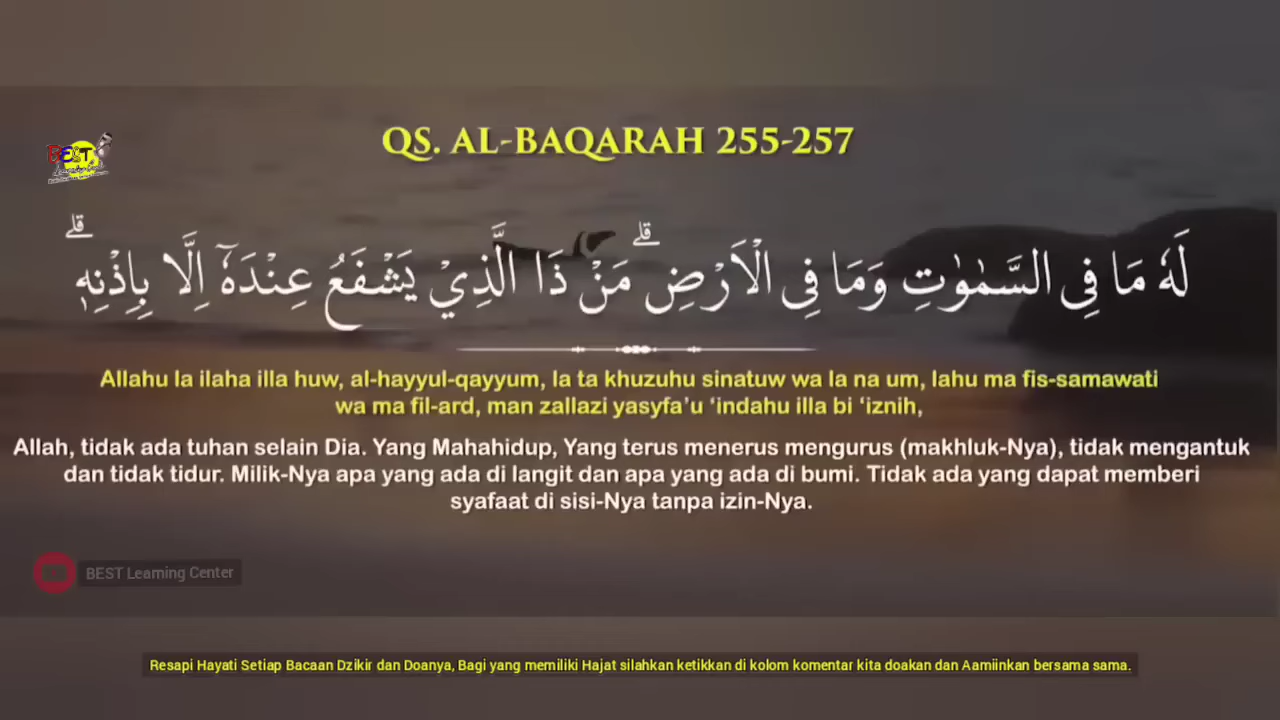 BEST
QS. AL-BAQARAH 255-257
لَهٗ مَا فِى السَّمٰوٰتِ وَمَا فِى الْاَرْضِۗ مَنْ ذَا الَّذِيْ يَشْفَعُ عِنْدَهٗٓ اِلَّا بِاِذْنِهٖۗ
Allahu la ilaha illa huw, al-hayyul-qayyum, la ta khuzuhu sinatuw wa la na um, lahu ma fis-samawati
wa ma fil-ard, man zallazi yasyfa’u ‘indahu illa bi ‘iznih,
Allah, tidak ada tuhan selain Dia. Yang Mahahidup, Yang terus menerus mengurus (makhluk-Nya), tidak mengantuk
dan tidak tidur. Milik-Nya apa yang ada di langit dan apa yang ada di bumi. Tidak ada yang dapat memberi
syafaat di sisi-Nya tanpa izin-Nya.
BEST Learning Center
Resapi Hayati Setiap Bacaan Dzikir dan Doanya, Bagi yang memiliki Hajat silahkan ketikkan di kolom komentar kita doakan dan Aamiinkan bersama sama.